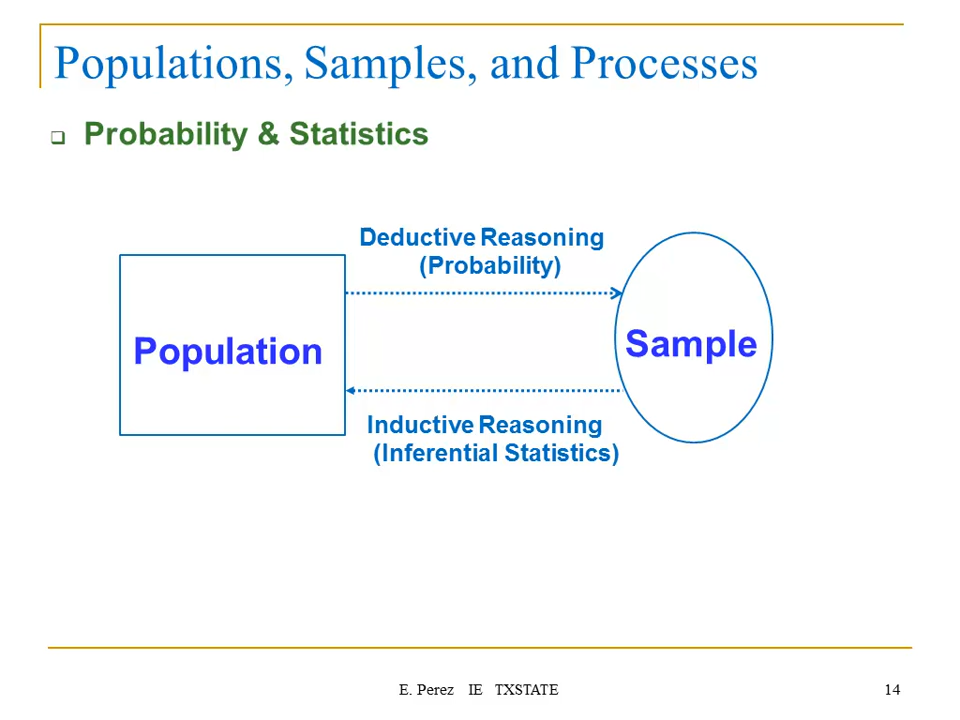 Populations, Samples, and Processes
Probability & Statistics
Deductive Reasoning
(Probability)
Population
Sample
Inductive Reasoning
(Inferential Statistics)
E. Perez IE TXSTATE
14